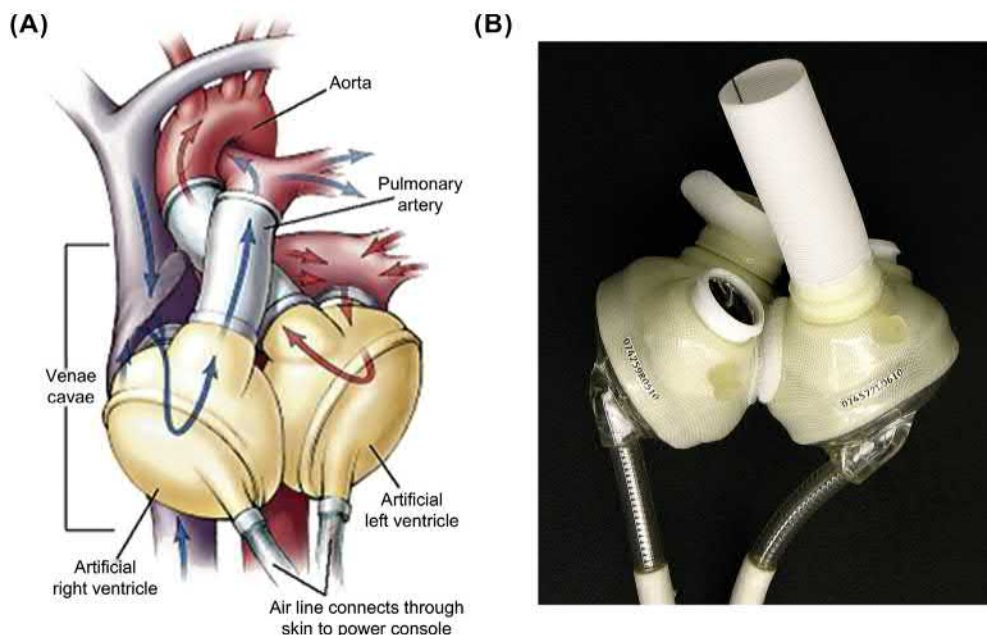 (A)
Aorta
Pulmonary
artery
Venae
cavae
Artificial
left ventricle
Artificial
right ventricle
Air line connects through
skin to power console
(B)